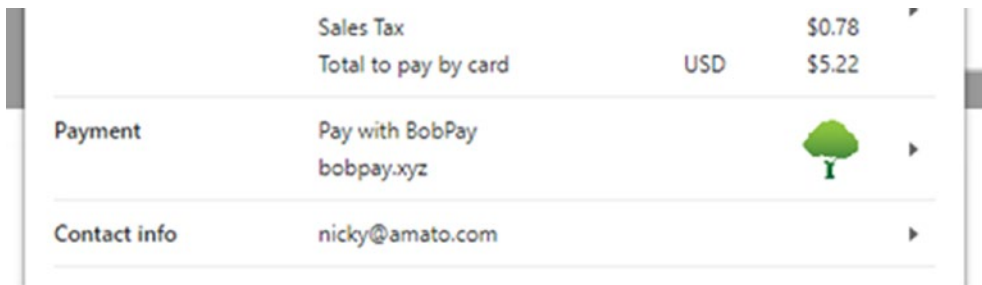 Sales Tax $0.78
Total to pay by card USD $5.22
Payment Pay with BobPay
bobpay.xyz
Contact info nicky@amato.com